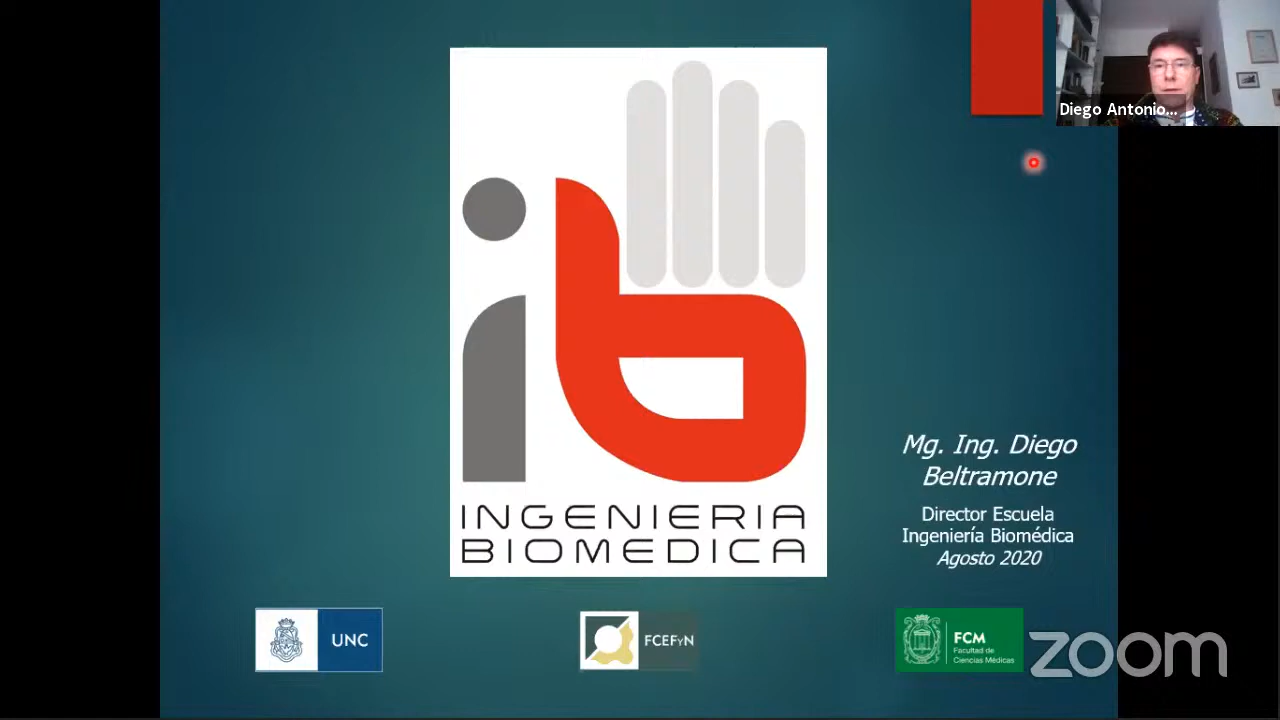 Diego Antonio...
INGENIERIA
BIOMEDICA
Mg. Ing. Diego
Beltramone
Director Escuela
Ingeniería Biomédica
Agosto 2020
UNC
FCEFyN
FCM
Facultad de
Ciencias Médicas
zoom